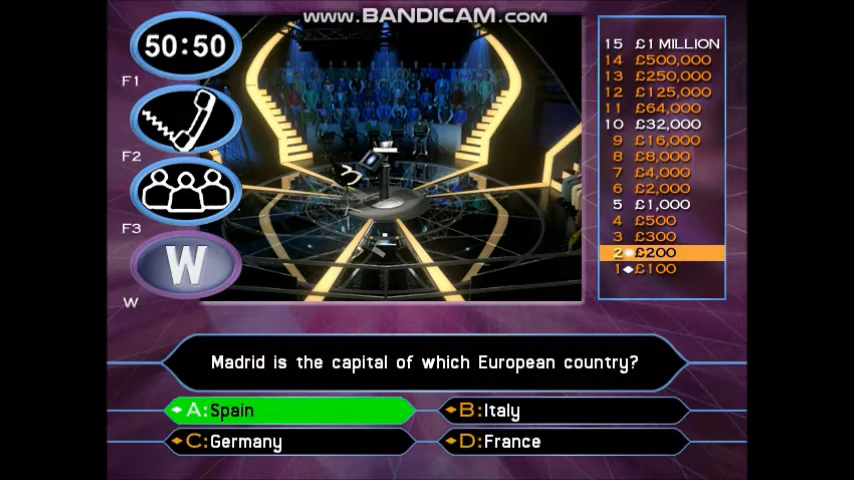 www.BANDICAM.com
50:50
F1
F2
F3
W
W
15 £1 MILLION
14 £500,000
13 £250,000
12 £125,000
11 £64,000
10 £32,000
9 £16,000
8 £8,000
7 £4,000
6 £2,000
5 £1,000
4 £500
3 £300
2 £200
1 £100
Madrid is the capital of which European country?
A: Spain
B: Italy
C: Germany
D: France